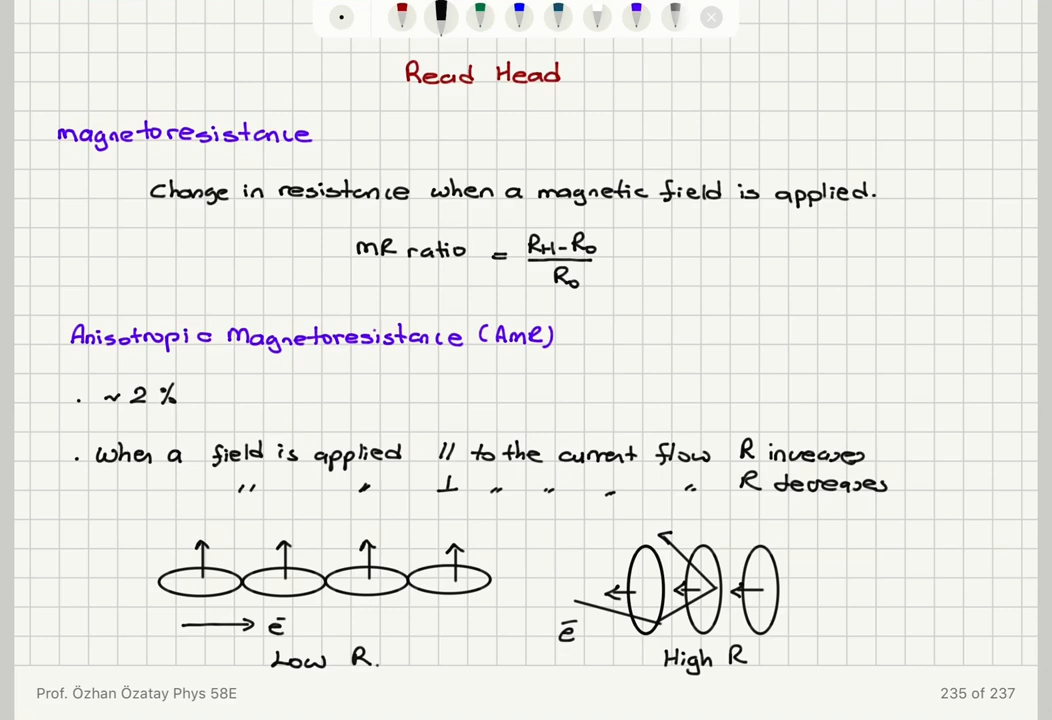 Read Head
magnetoresistance
Change in resistance when a magnetic field is applied.
MR ratio = (RH - R0) / R0
Anisotropic Magnetoresistance (AMR)
. ~ 2 %
. When a field is applied // to the current flow R increases
,, ,, ⊥ ,, ,, ,, ,, R decreases
e̅
e̅
Low R.
High R
Prof. Özhan Özatay Phys 58E
235 of 237